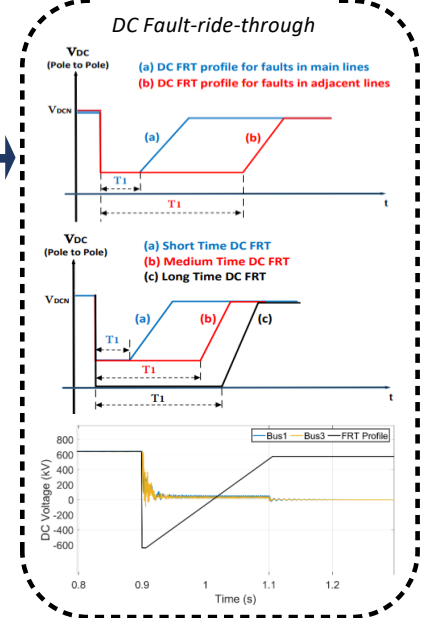 DC Fault-ride-through
VDC
(Pole to Pole)
(a) DC FRT profile for faults in main lines
(b) DC FRT profile for faults in adjacent lines
VDCN
(a)
(b)
T1
T1
t
VDC
(Pole to Pole)
(a) Short Time DC FRT
(b) Medium Time DC FRT
(c) Long Time DC FRT
VDCN
T1
(a)
(b)
(c)
T1
T1
t
Bus1 Bus3 FRT Profile
DC Voltage (kV)
800
600
400
200
0
-200
-400
-600
0.8 0.9 1 1.1 1.2
Time (s)